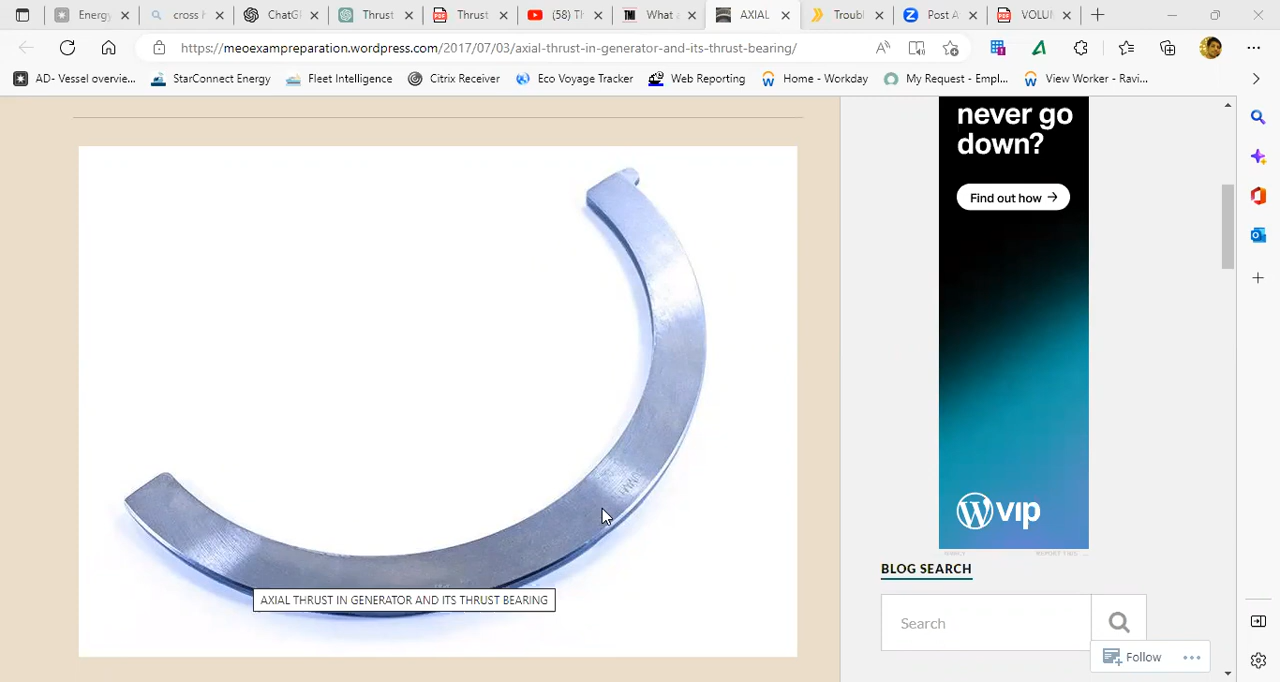 Energy
cross h
ChatGP
Thrust
Thrust
(58) Th
What a
AXIAL
Troubl
Post A
VOLUM
https://meoexampreparation.wordpress.com/2017/07/03/axial-thrust-in-generator-and-its-thrust-bearing/
AD- Vessel overvie...
StarConnect Energy
Fleet Intelligence
Citrix Receiver
Eco Voyage Tracker
Web Reporting
Home - Workday
My Request - Empl...
View Worker - Ravi...
never go
down?
Find out how →
VIP
AXIAL THRUST IN GENERATOR AND ITS THRUST BEARING
BLOG SEARCH
Search
Follow